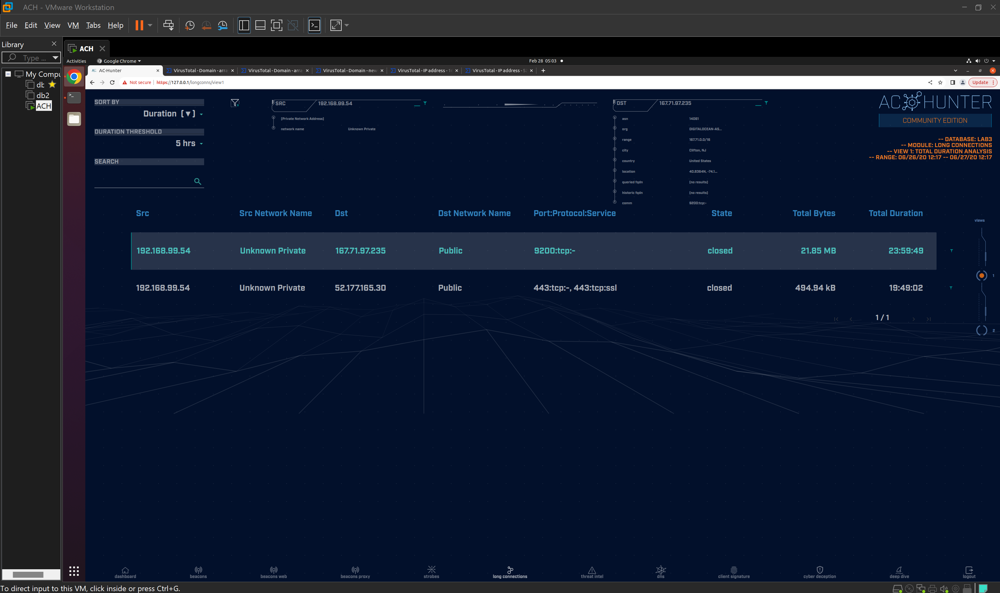 ACH - VMware Workstation
File Edit View VM Tabs Help
Library
Type ...
My Compu
db2
ACH
ACH
Activities Google Chrome Feb 28 05:03
AC-Hunter VirusTotal - Domain - arra VirusTotal - Domain - arra VirusTotal - Domain - new VirusTotal - IP address - 16 VirusTotal - IP address - 52
Not secure https://127.0.0.1/longconns/view1 Update
SORT BY
Duration [▼]
DURATION THRESHOLD
5 hrs
SEARCH
SRC 192.168.99.54
[Private Network Address]
network name Unknown Private
DST 167.71.97.235
asn 14061
org DIGITALOCEAN-AS...
range 167.71.0.0/16
city Clifton, NJ
country United States
location 40.8364N, -74.1...
queried fqdn [no results]
historic fqdn [no results]
comm 9200:tcp:-
AC HUNTER
COMMUNITY EDITION
-- DATABASE: LAB3
-- MODULE: LONG CONNECTIONS
-- VIEW 1: TOTAL DURATION ANALYSIS
-- RANGE: 06/26/20 12:17 -- 06/27/20 12:17
Src Src Network Name Dst Dst Network Name Port:Protocol:Service State Total Bytes Total Duration
views
192.168.99.54 Unknown Private 167.71.97.235 Public 9200:tcp:- closed 21.85 MB 23:59:49
1
192.168.99.54 Unknown Private 52.177.165.30 Public 443:tcp:-, 443:tcp:ssl closed 494.94 kB 19:49:02
1 / 1
2
dashboard beacons beacons web beacons proxy strobes long connections threat intel dns client signature cyber deception deep dive logout
To direct input to this VM, click inside or press Ctrl+G.